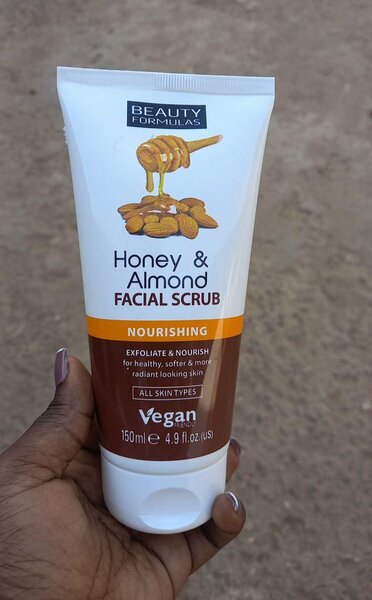 BEAUTY
FORMULAS
Honey &
Almond
FACIAL SCRUB
NOURISHING
EXFOLIATE & NOURISH
for healthy, softer & more
radiant looking skin
ALL SKIN TYPES
Vegan
FRIENDLY
150ml e 4.9 fl.oz.(us)